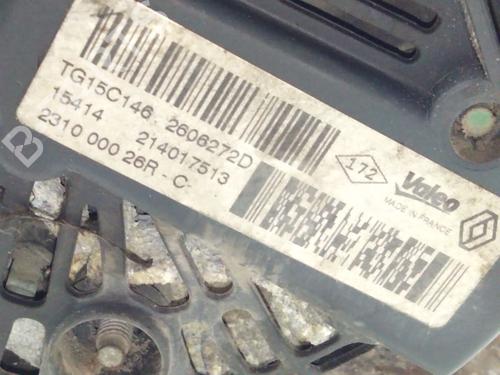 TG15C146 2606272D
15414 214017513
2310 000 26R - C
172
Valeo
MADE IN FRANCE
B